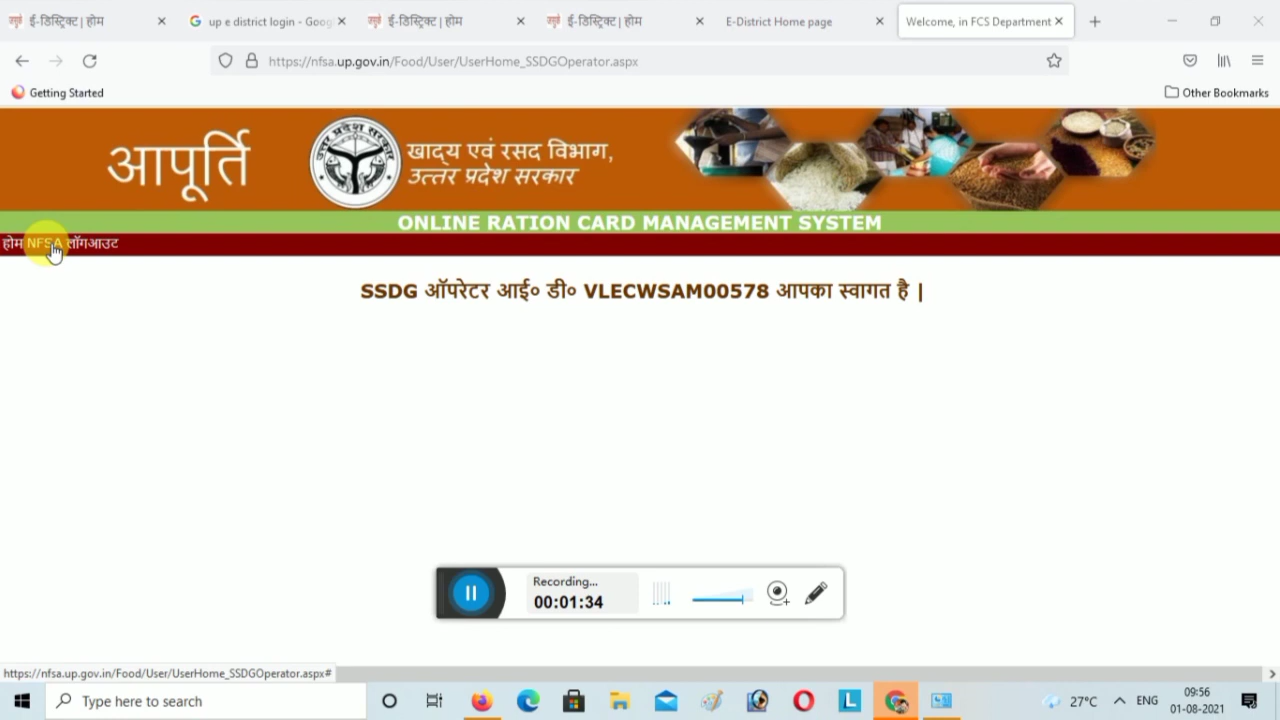 ई-डिस्ट्रिक्ट | होम
up e district login - Goog
ई-डिस्ट्रिक्ट | होम
ई-डिस्ट्रिक्ट | होम
E-District Home page
Welcome, in FCS Department
https://nfsa.up.gov.in/Food/User/UserHome_SSDGOperator.aspx
Getting Started
Other Bookmarks
आपूर्ति
खाद्य एवं रसद विभाग,
उत्तर प्रदेश सरकार
ONLINE RATION CARD MANAGEMENT SYSTEM
होम NFSA लॉगआउट
SSDG ऑपरेटर आई० डी० VLECWSAM00578 आपका स्वागत है |
Recording...
00:01:34
https://nfsa.up.gov.in/Food/User/UserHome_SSDGOperator.aspx#
Type here to search
27°C
ENG
09:56
01-08-2021